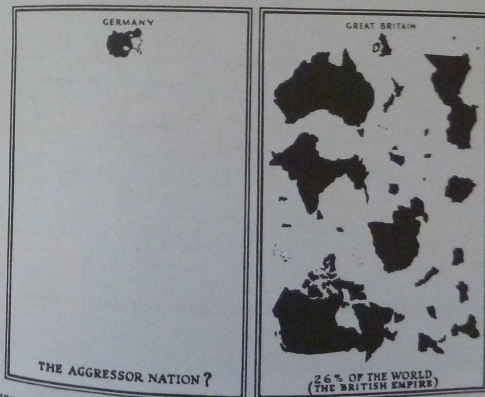 GERMANY
THE AGGRESSOR NATION?
GREAT BRITAIN
26% OF THE WORLD
(THE BRITISH EMPIRE)